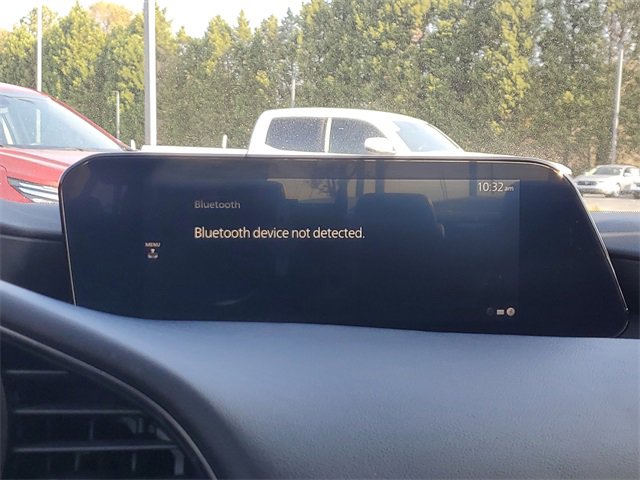 10:32 am
Bluetooth
Bluetooth device not detected.
MENU